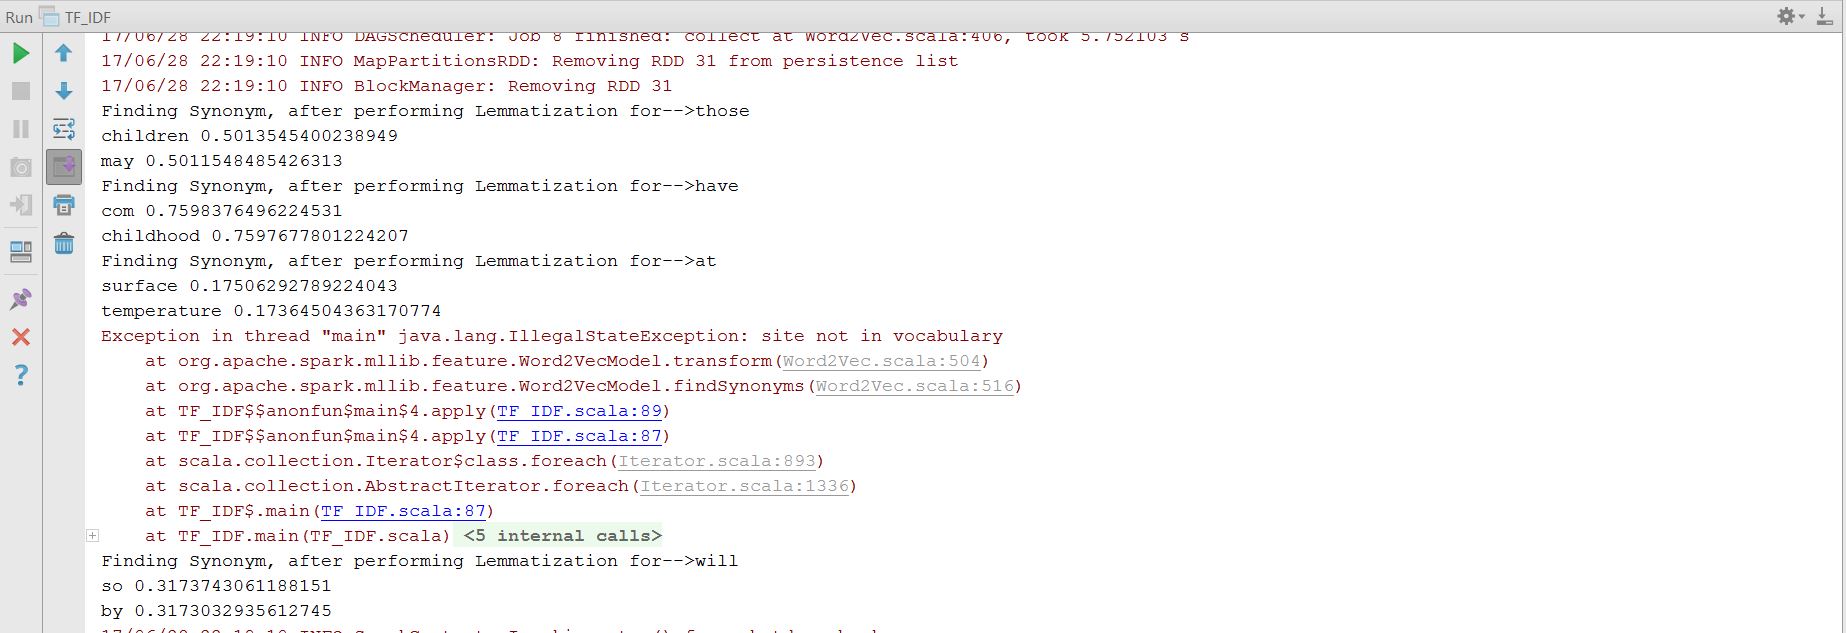 Run TF_IDF
17/06/28 22:19:10 INFO DAGScheduler: Job 8 finished: collect at Word2Vec.scala:406, took 5.752103 s
17/06/28 22:19:10 INFO MapPartitionsRDD: Removing RDD 31 from persistence list
17/06/28 22:19:10 INFO BlockManager: Removing RDD 31
Finding Synonym, after performing Lemmatization for-->those
children 0.5013545400238949
may 0.5011548485426313
Finding Synonym, after performing Lemmatization for-->have
com 0.7598376496224531
childhood 0.7597677801224207
Finding Synonym, after performing Lemmatization for-->at
surface 0.17506292789224043
temperature 0.17364504363170774
Exception in thread "main" java.lang.IllegalStateException: site not in vocabulary
at org.apache.spark.mllib.feature.Word2VecModel.transform(Word2Vec.scala:504)
at org.apache.spark.mllib.feature.Word2VecModel.findSynonyms(Word2Vec.scala:516)
at TF_IDF$$anonfun$main$4.apply(TF_IDF.scala:89)
at TF_IDF$$anonfun$main$4.apply(TF_IDF.scala:87)
at scala.collection.Iterator$class.foreach(Iterator.scala:893)
at scala.collection.AbstractIterator.foreach(Iterator.scala:1336)
at TF_IDF$.main(TF_IDF.scala:87)
at TF_IDF.main(TF_IDF.scala) <5 internal calls>
Finding Synonym, after performing Lemmatization for-->will
so 0.3173743061188151
by 0.3173032935612745